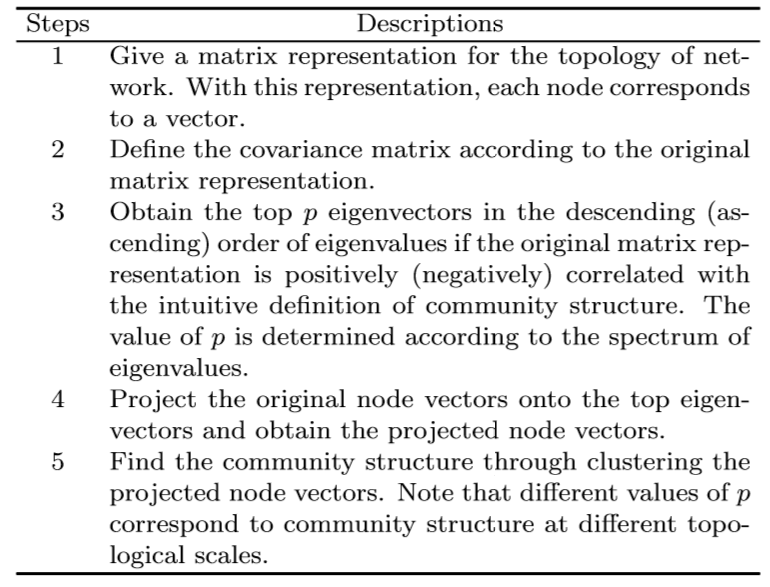 Steps Descriptions
1 Give a matrix representation for the topology of net-
work. With this representation, each node corresponds
to a vector.
2 Define the covariance matrix according to the original
matrix representation.
3 Obtain the top p eigenvectors in the descending (as-
cending) order of eigenvalues if the original matrix rep-
resentation is positively (negatively) correlated with
the intuitive definition of community structure. The
value of p is determined according to the spectrum of
eigenvalues.
4 Project the original node vectors onto the top eigen-
vectors and obtain the projected node vectors.
5 Find the community structure through clustering the
projected node vectors. Note that different values of p
correspond to community structure at different topo-
logical scales.